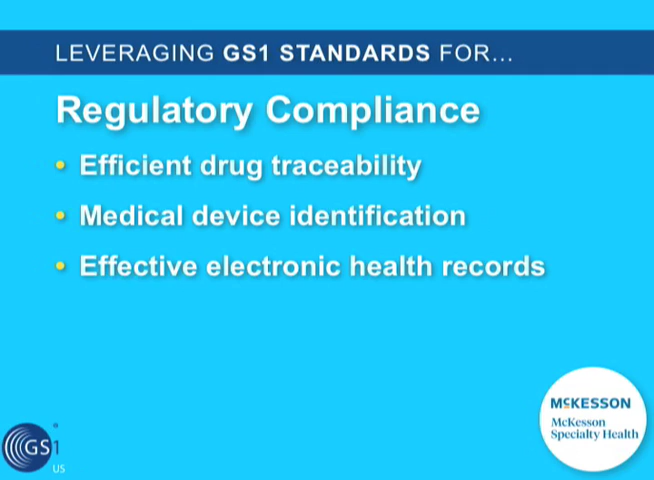 LEVERAGING GS1 STANDARDS FOR...
Regulatory Compliance
• Efficient drug traceability
• Medical device identification
• Effective electronic health records
MCKESSON
McKesson
Specialty Health
GS1
US